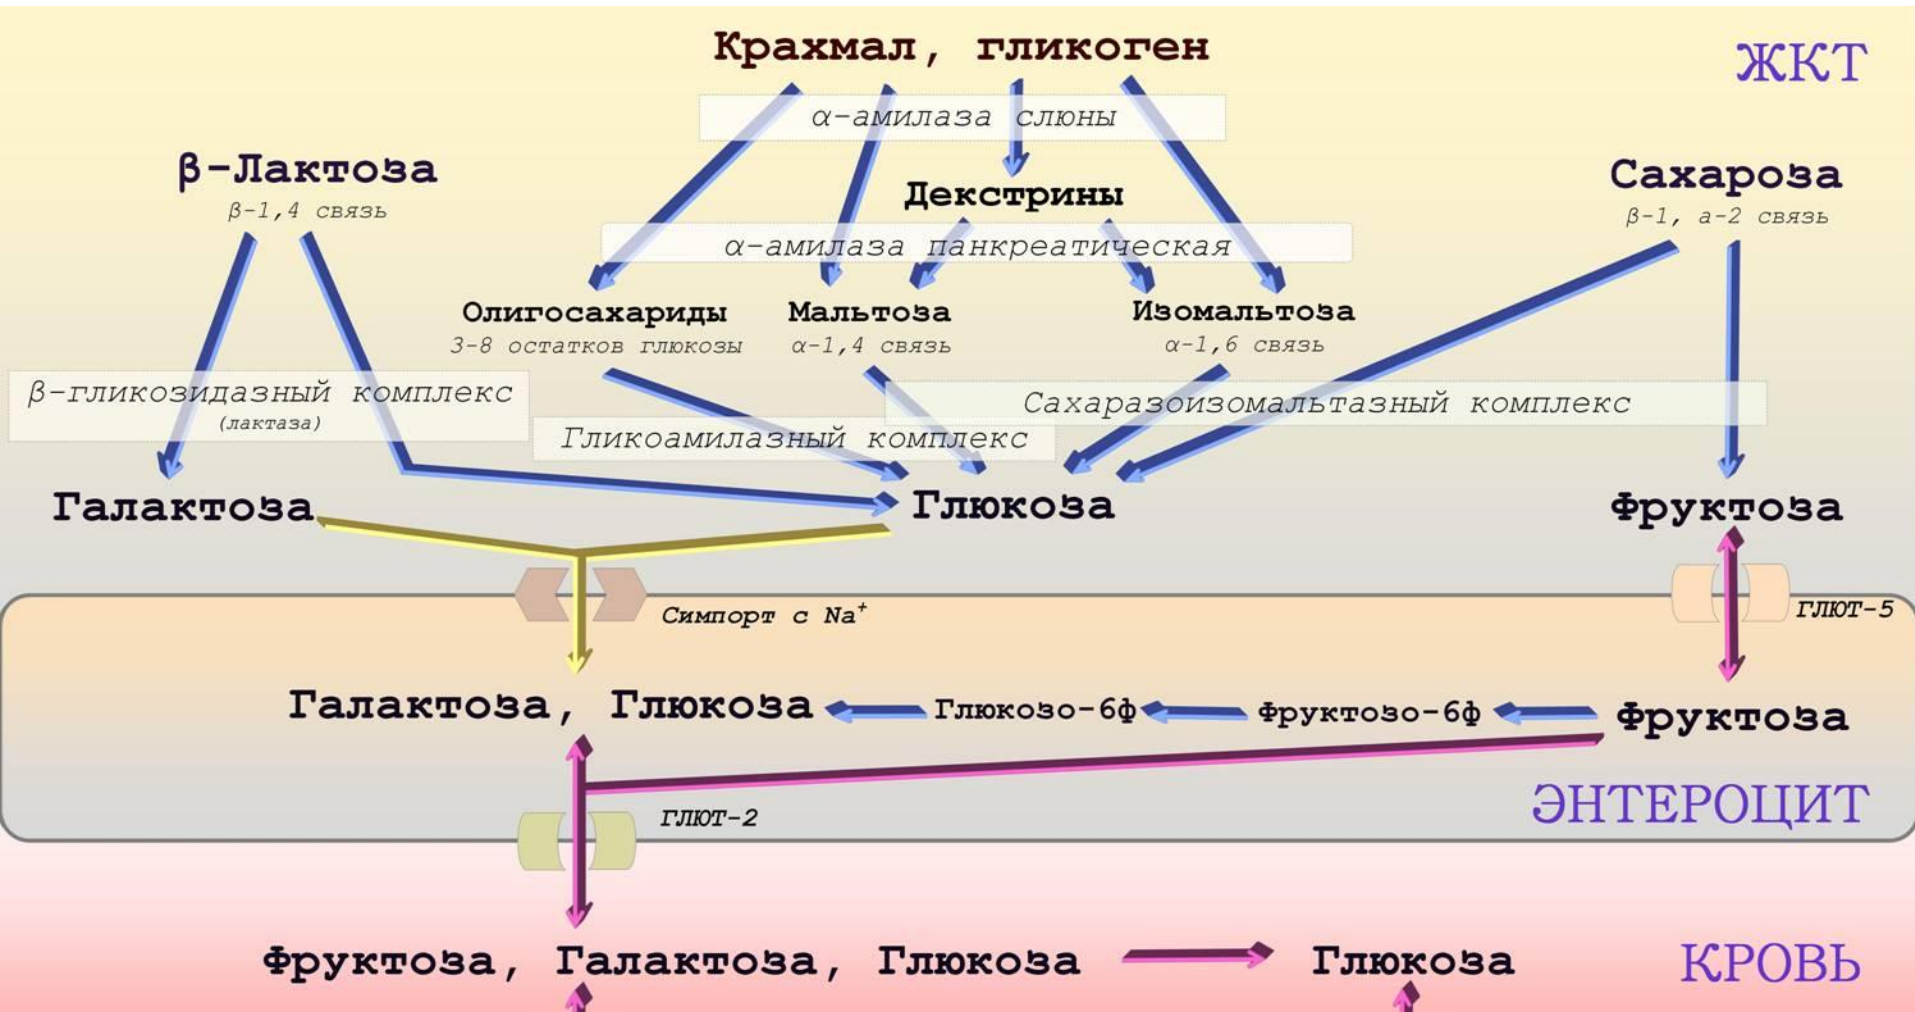 Крахмал, гликоген
ЖКТ
α-амилаза слюны
β-Лактоза
β-1,4 связь
Декстрины
Сахароза
β-1, а-2 связь
α-амилаза панкреатическая
Олигосахариды
3-8 остатков глюкозы
Мальтоза
α-1,4 связь
Изомальтоза
α-1,6 связь
β-гликозидазный комплекс
(лактаза)
Сахаразоизомальтазный комплекс
Гликоамилазный комплекс
Галактоза
Глюкоза
Фруктоза
Симпорт с Na⁺
ГЛЮТ-5
Галактоза, Глюкоза
Глюкозо-6ф
Фруктозо-6ф
Фруктоза
ЭНТЕРОЦИТ
ГЛЮТ-2
Фруктоза, Галактоза, Глюкоза
Глюкоза
КРОВЬ